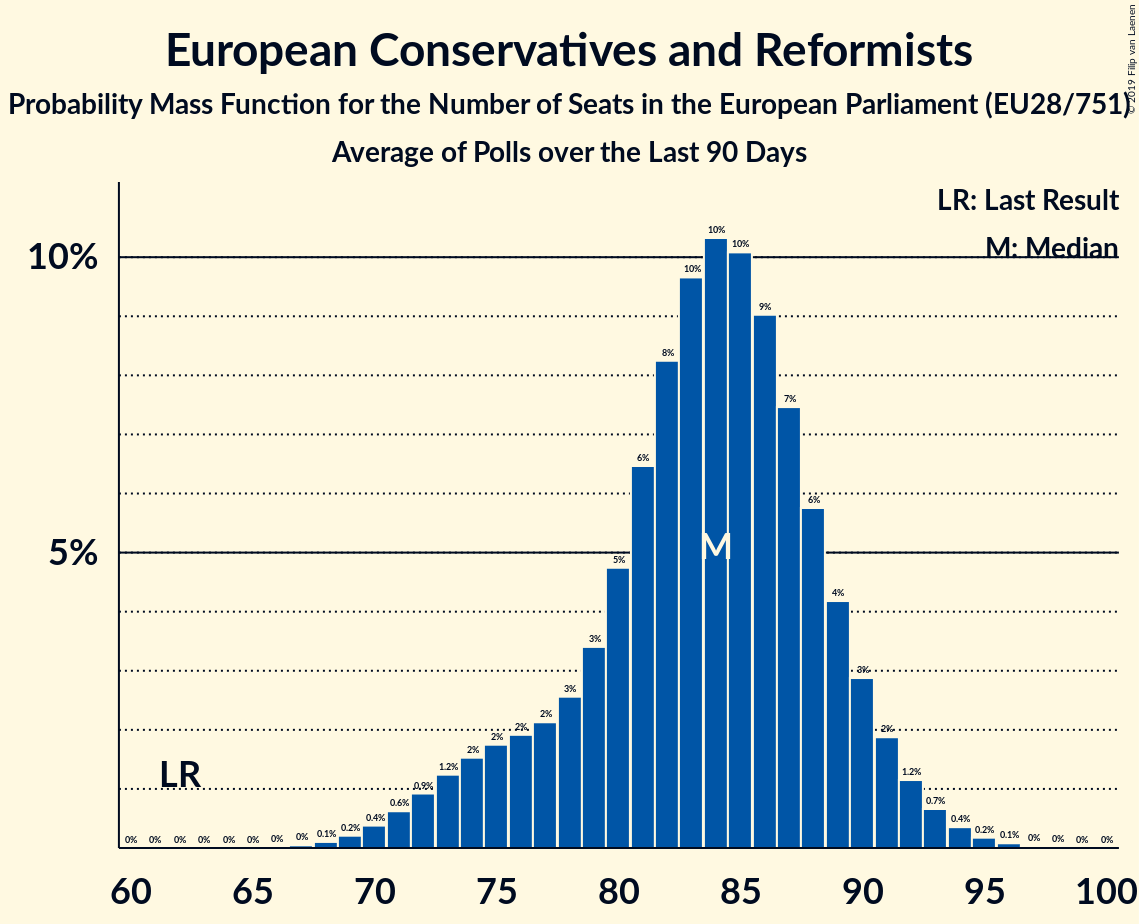 European Conservatives and Reformists
Probability Mass Function for the Number of Seats in the European Parliament (EU28/751)
Average of Polls over the Last 90 Days
© 2019 Filip van Laenen
LR: Last Result
M: Median
10%
5%
0% 0% 0% 0% 0% 0% 0% 0% 0.1% 0.2% 0.4% 0.6% 0.9% 1.2% 2% 2% 2% 2% 3% 3% 5% 6% 8% 10% 10% 10% 9% 7% 6% 4% 3% 2% 1.2% 0.7% 0.4% 0.2% 0.1% 0% 0% 0% 0%
M
LR
60 65 70 75 80 85 90 95 100